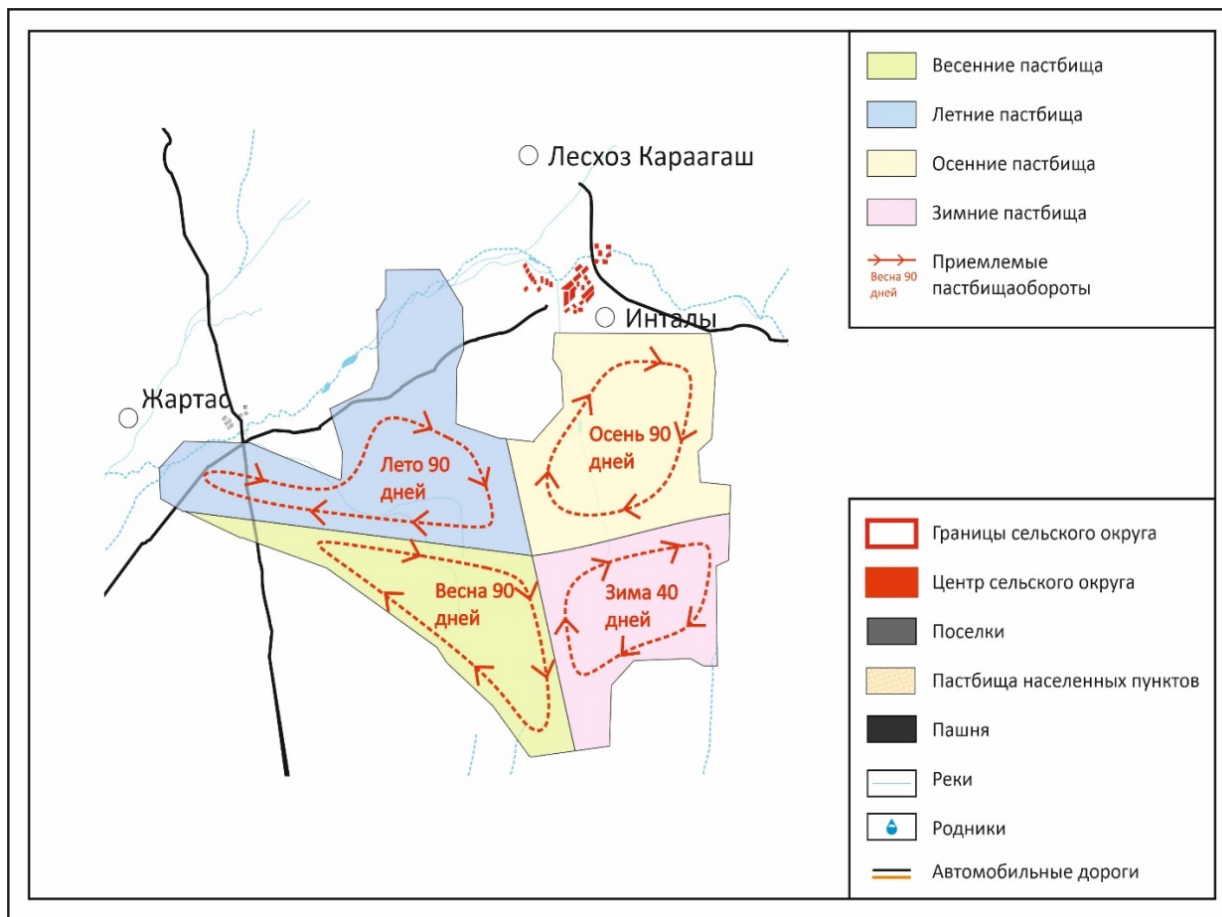 Лесхоз Караагаш
Инталы
Жартас
Лето 90
дней
Осень 90
дней
Весна 90
дней
Зима 40
дней
Весенние пастбища
Летние пастбища
Осенние пастбища
Зимние пастбища
Весна 90
дней
Приемлемые
пастбищаобороты
Границы сельского округа
Центр сельского округа
Поселки
Пастбища населенных пунктов
Пашня
Реки
Родники
Автомобильные дороги